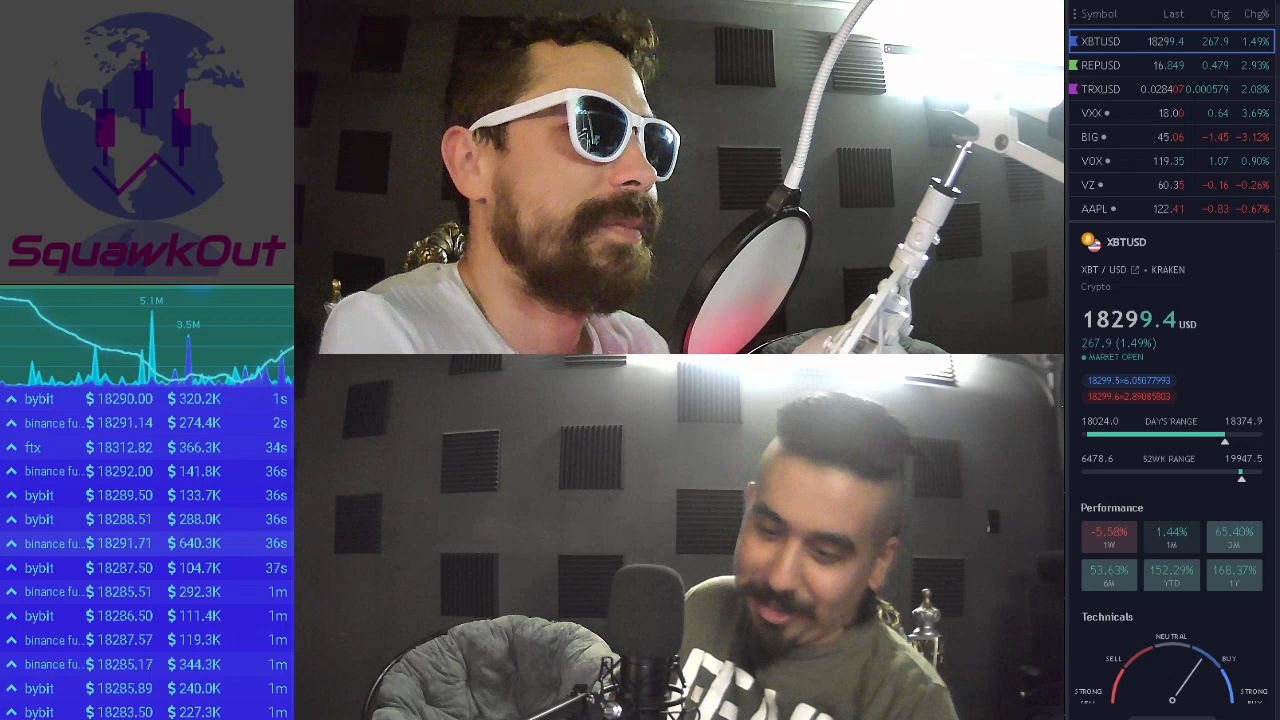 SquawkOut
5.1M
3.5M
bybit $18290.00 $320.2K 1s
binance fu... $18291.14 $274.4K 2s
ftx $18312.82 $366.3K 34s
binance fu... $18292.00 $141.8K 36s
bybit $18289.50 $133.7K 36s
bybit $18288.51 $288.0K 36s
binance fu... $18291.71 $640.3K 36s
bybit $18287.50 $104.7K 37s
binance fu... $18285.51 $292.3K 1m
bybit $18286.50 $111.4K 1m
binance fu... $18287.57 $119.3K 1m
binance fu... $18285.17 $344.3K 1m
bybit $18285.89 $240.0K 1m
bybit $18283.50 $227.3K 1m
Symbol Last Chg Chg%
XBTUSD 18299.4 267.9 1.49%
REPUSD 16.849 0.479 2.93%
TRXUSD 0.028407 0.000579 2.08%
VXX 18.00 0.64 3.69%
BIG 45.06 −1.45 −3.12%
VOX 119.35 1.07 0.90%
VZ 60.35 −0.16 −0.26%
AAPL 122.41 −0.83 −0.67%
XBTUSD
XBT / USD • KRAKEN
Crypto
18299.4 USD
267.9 (1.49%)
MARKET OPEN
18299.5×6.05077993
18299.6×2.89085803
18024.0 DAY'S RANGE 18374.9
6478.6 52WK RANGE 19947.5
Performance
-5.58% 1.44% 65.40%
1W 1M 3M
53.63% 152.29% 168.37%
6M YTD 1Y
Technicals
NEUTRAL
SELL BUY
STRONG STRONG